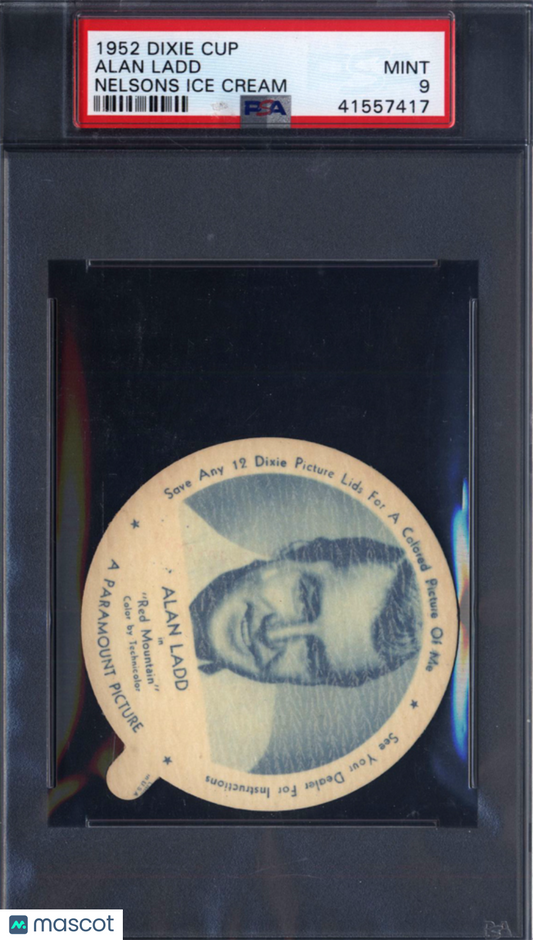 1952 DIXIE CUP
ALAN LADD MINT
NELSONS ICE CREAM 9
PSA 41557417
Save Any 12 Dixie Picture Lids For A Colored Picture Of Me
See Your Dealer For Instructions
ALAN LADD
in
"Red Mountain"
Color by Technicolor
A PARAMOUNT PICTURE
PSA
mascot